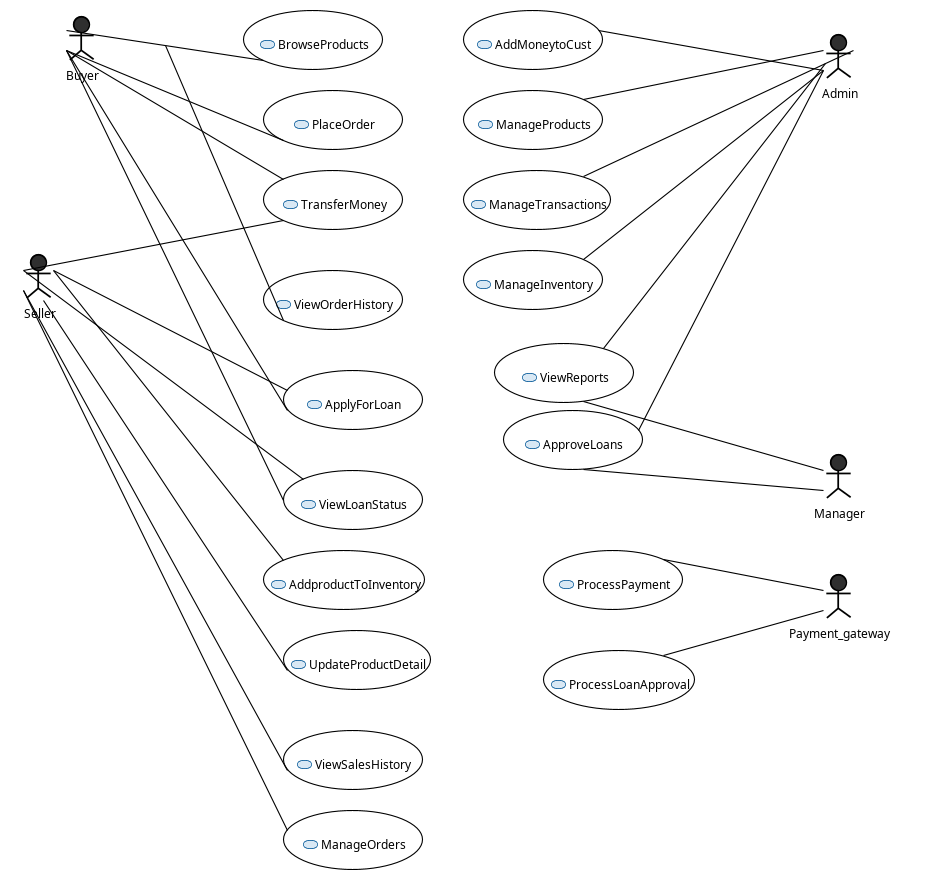 Buyer
BrowseProducts
PlaceOrder
TransferMoney
Seller
ViewOrderHistory
ApplyForLoan
ViewLoanStatus
AddproductToInventory
UpdateProductDetail
ViewSalesHistory
ManageOrders
AddMoneytoCust
Admin
ManageProducts
ManageTransactions
ManageInventory
ViewReports
ApproveLoans
Manager
ProcessPayment
Payment_gateway
ProcessLoanApproval